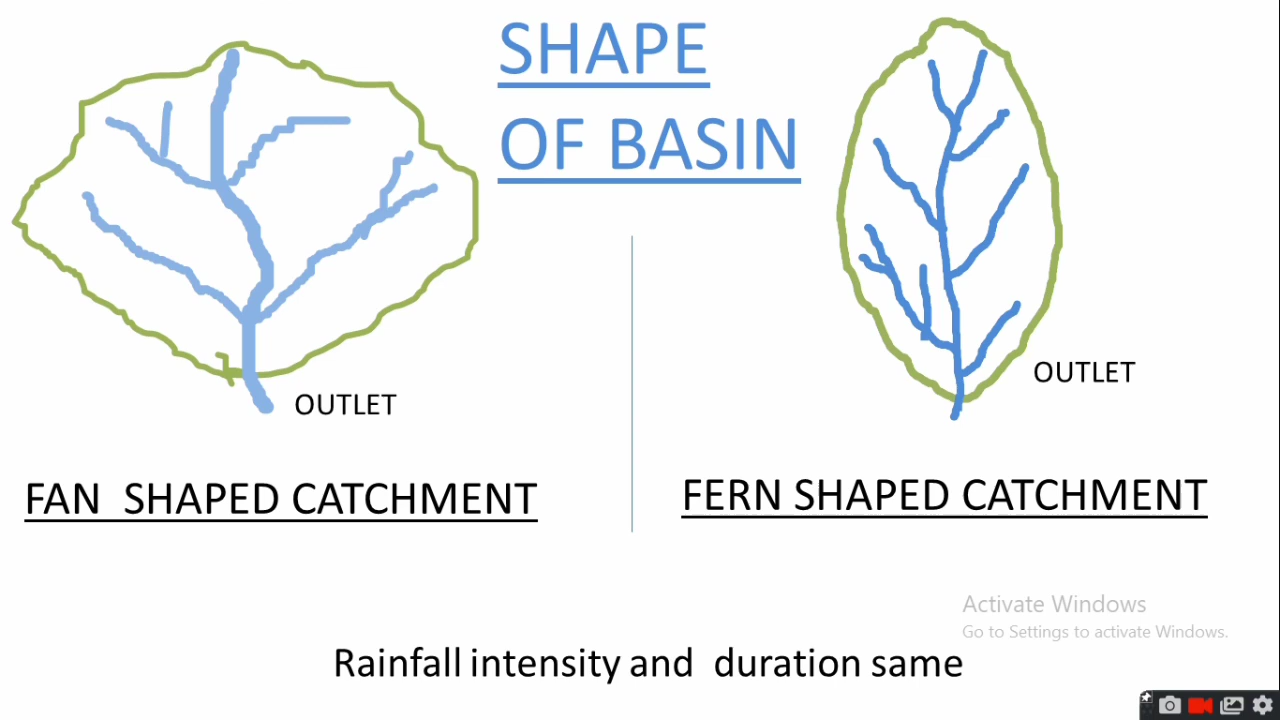 SHAPE
OF BASIN
OUTLET
OUTLET
FAN SHAPED CATCHMENT
FERN SHAPED CATCHMENT
Activate Windows
Go to Settings to activate Windows.
Rainfall intensity and duration same